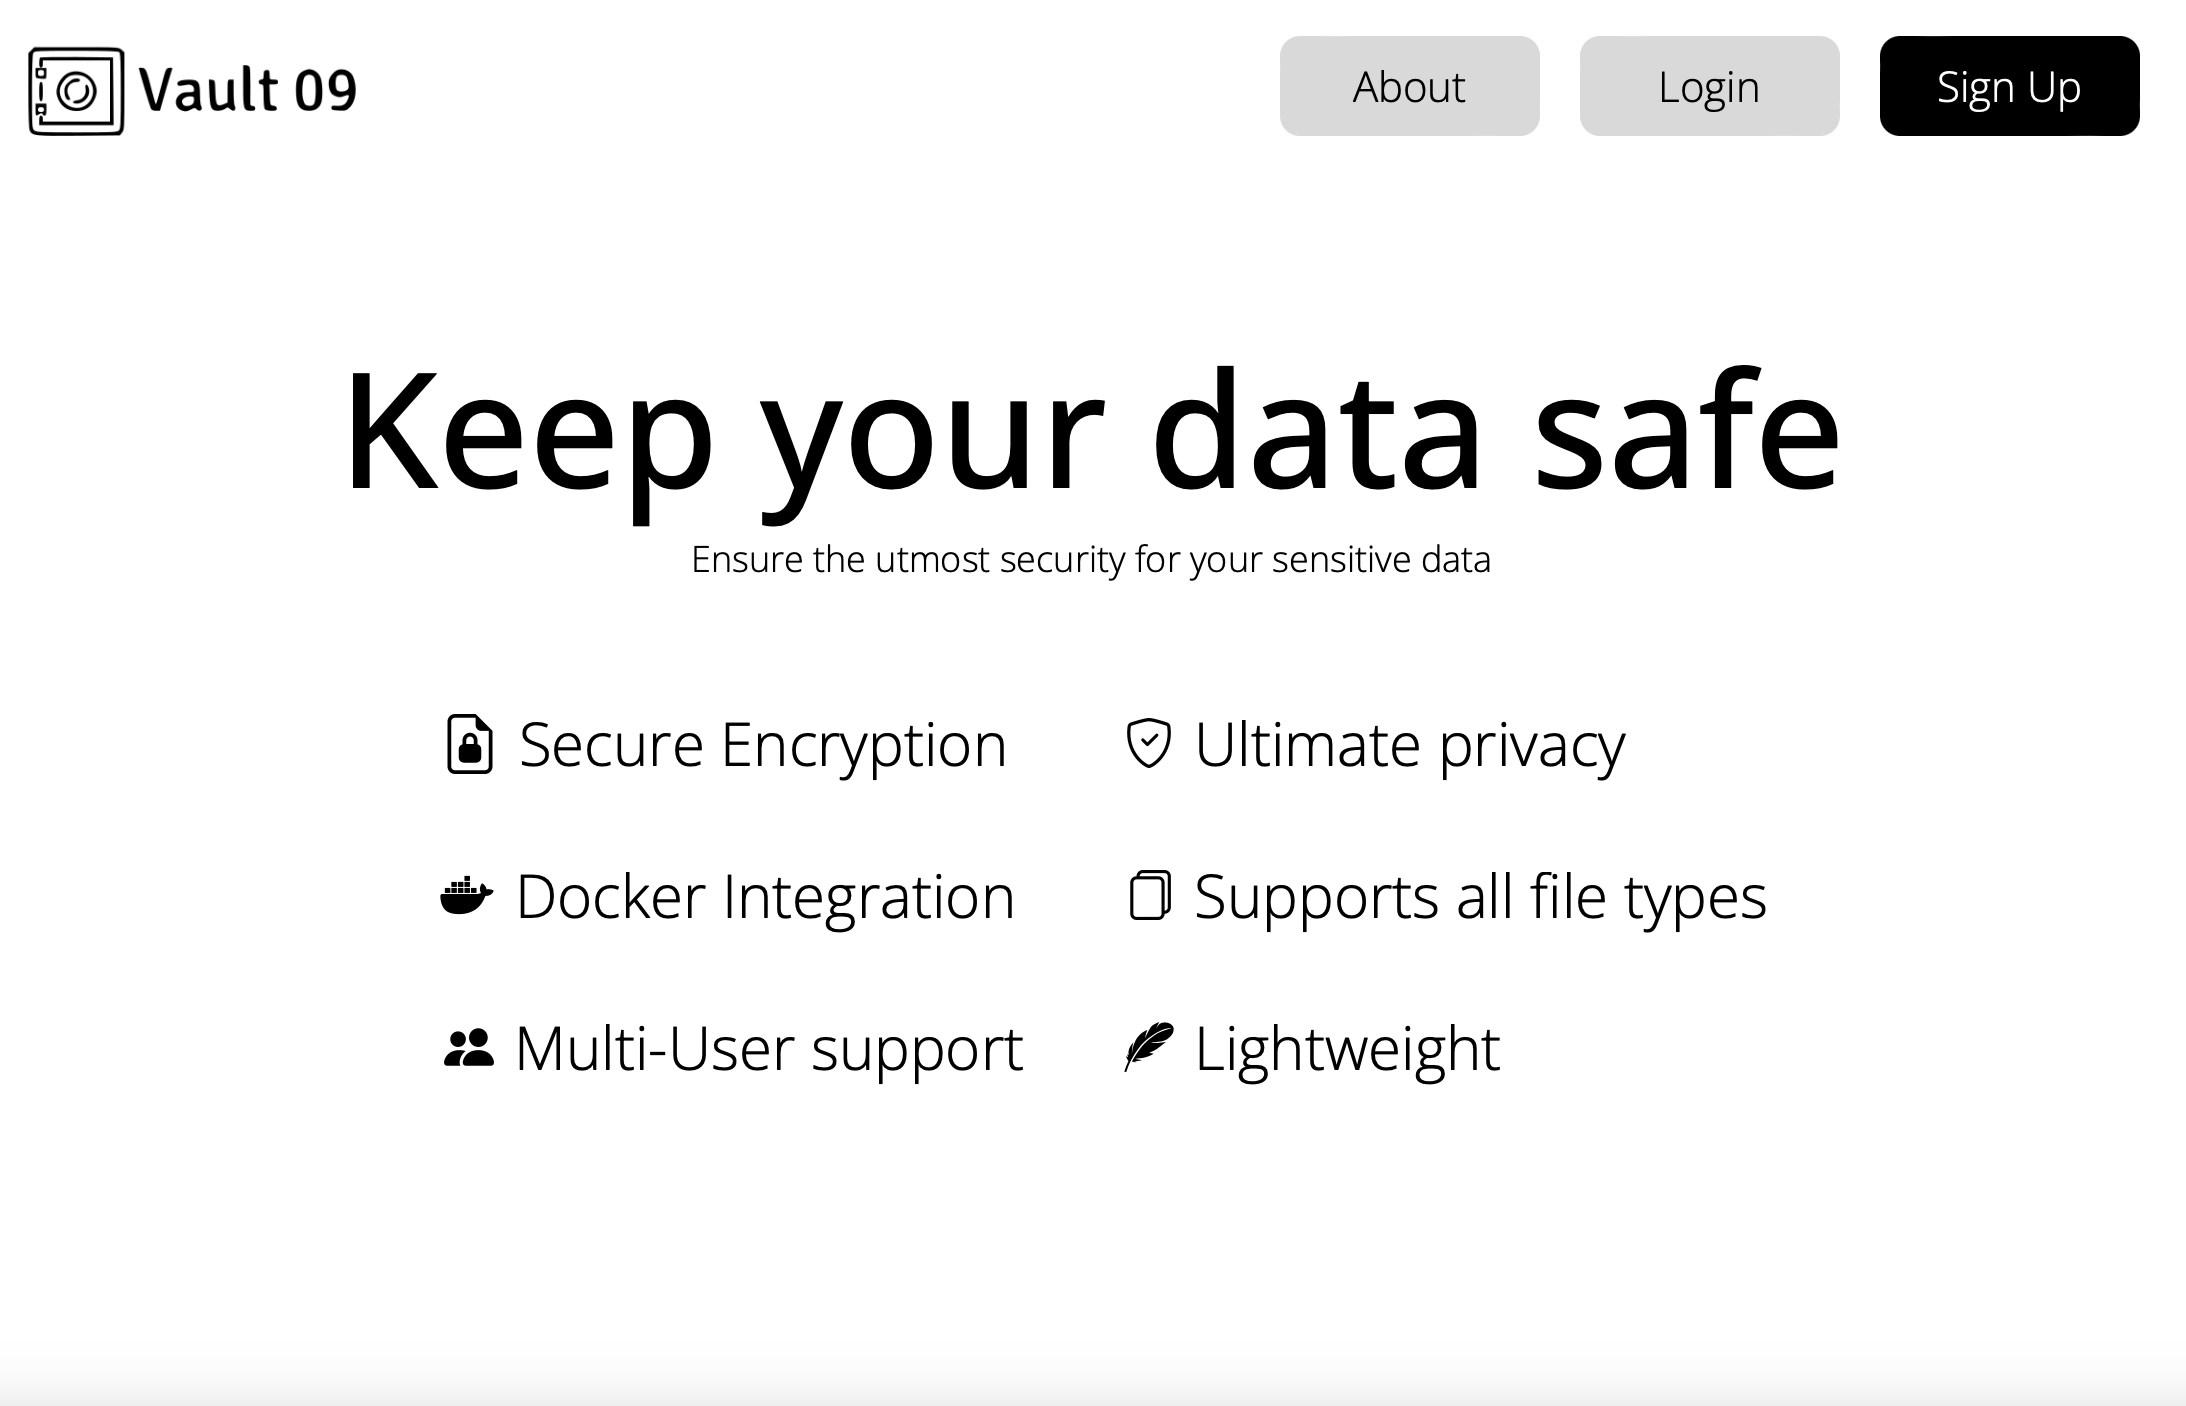 Vault 09
About
Login
Sign Up
Keep your data safe
Ensure the utmost security for your sensitive data
Secure Encryption
Ultimate privacy
Docker Integration
Supports all file types
Multi-User support
Lightweight